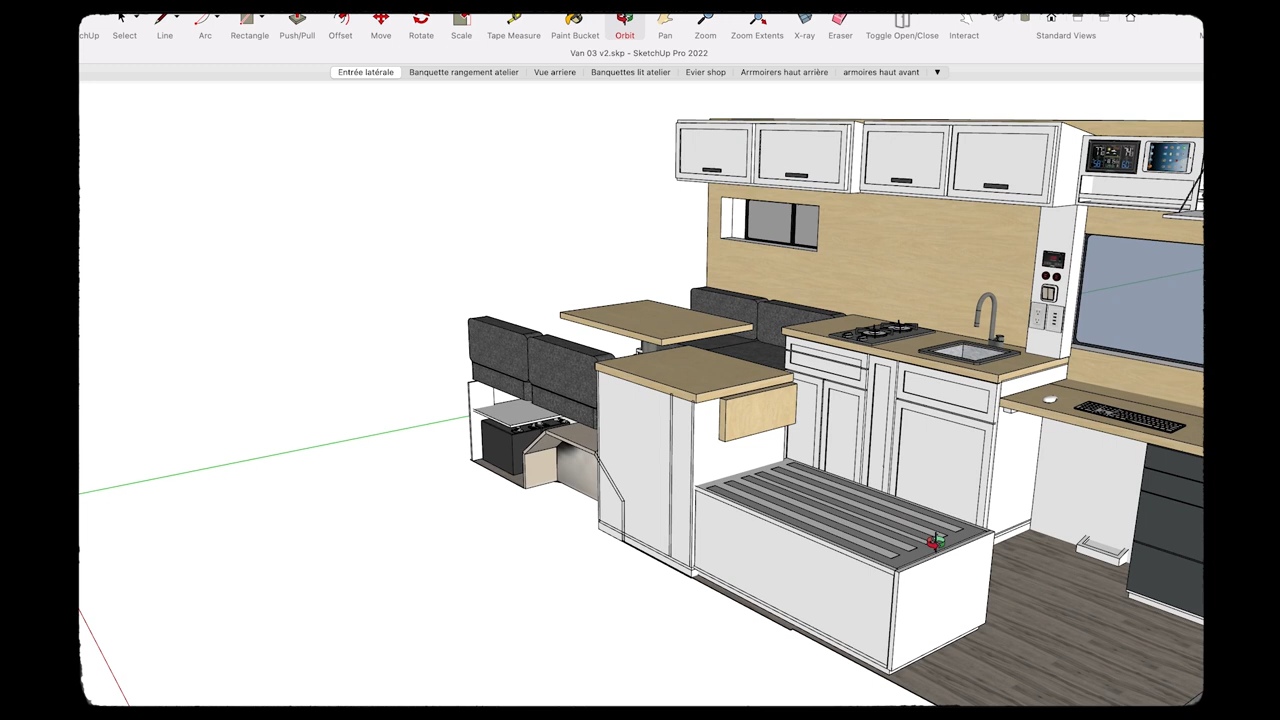 chUp Select Line Arc Rectangle Push/Pull Offset Move Rotate Scale Tape Measure Paint Bucket Orbit Pan Zoom Zoom Extents X-ray Eraser Toggle Open/Close Interact Standard Views
Van 03 v2.skp - SketchUp Pro 2022
Entrée latérale Banquette rangement atelier Vue arriere Banquettes lit atelier Evier shop Arrmoirers haut arrière armoires haut avant